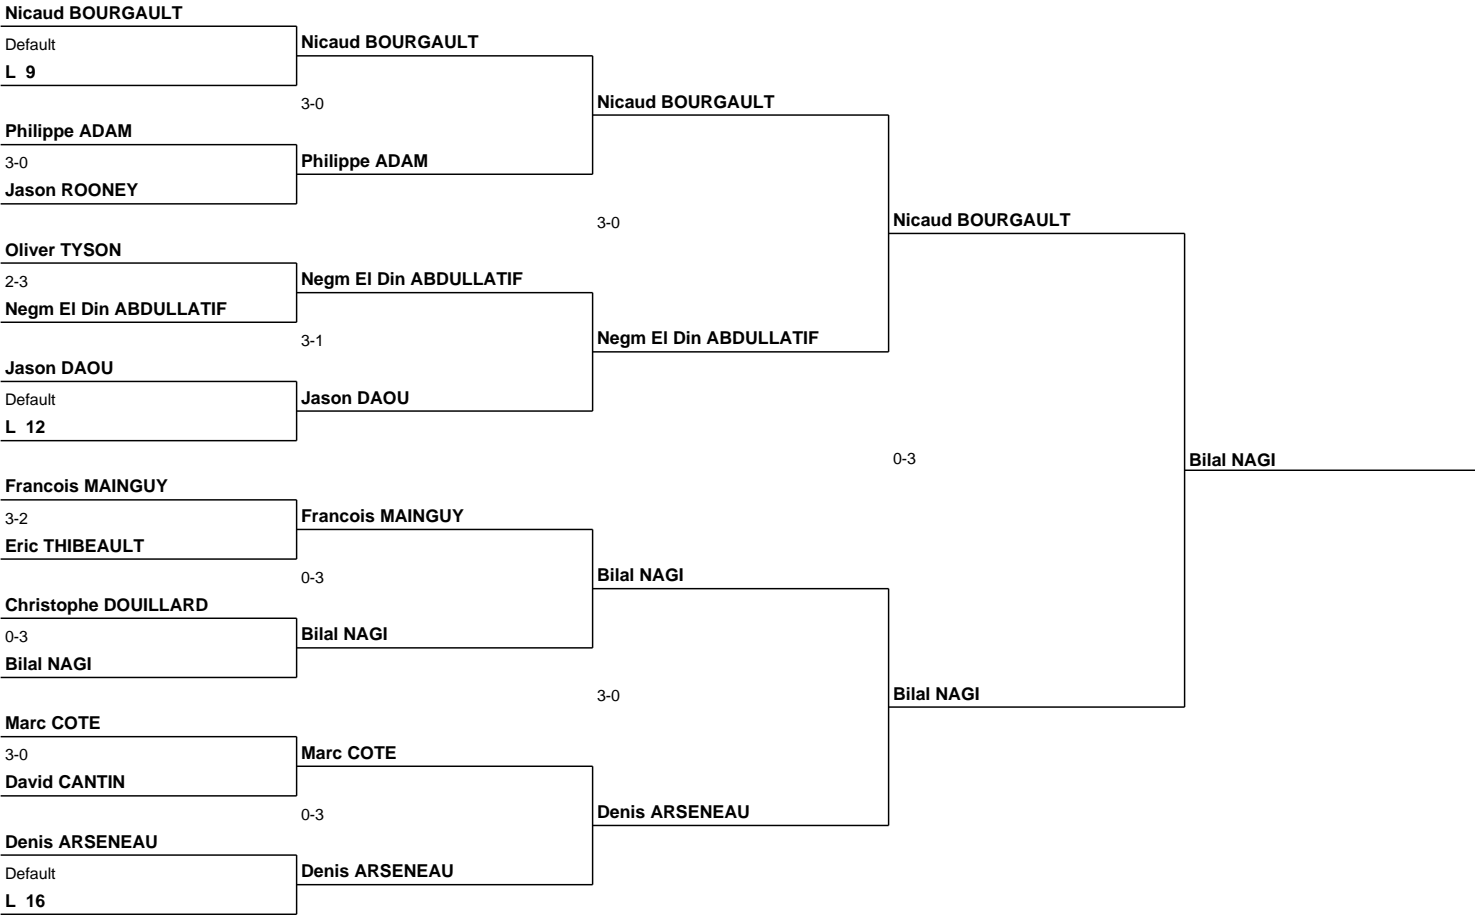 Nicaud BOURGAULT
Default
L 9
Philippe ADAM
3-0
Jason ROONEY
Oliver TYSON
2-3
Negm El Din ABDULLATIF
Jason DAOU
Default
L 12
Francois MAINGUY
3-2
Eric THIBEAULT
Christophe DOUILLARD
0-3
Bilal NAGI
Marc COTE
3-0
David CANTIN
Denis ARSENEAU
Default
L 16
Nicaud BOURGAULT
3-0
Philippe ADAM
Negm El Din ABDULLATIF
3-1
Jason DAOU
Francois MAINGUY
0-3
Bilal NAGI
Marc COTE
0-3
Denis ARSENEAU
Nicaud BOURGAULT
3-0
Negm El Din ABDULLATIF
Bilal NAGI
3-0
Denis ARSENEAU
Nicaud BOURGAULT
0-3
Bilal NAGI
Bilal NAGI